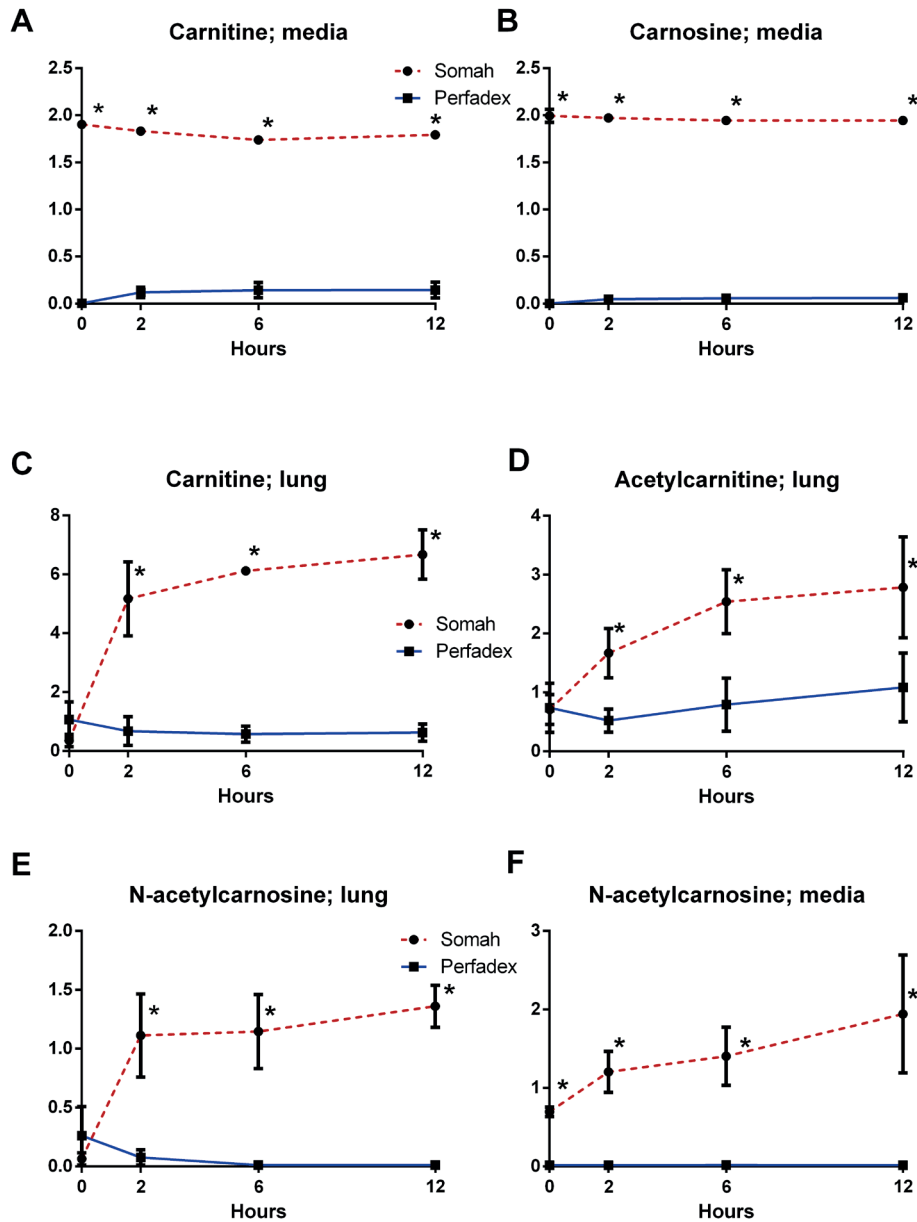 A
Carnitine; media
2.5
2.0
1.5
1.0
0.5
0.0
* * * *
0 2 6 12
Hours
Somah
Perfadex
B
Carnosine; media
2.5
2.0
1.5
1.0
0.5
0.0
* * * *
0 2 6 12
Hours
C
Carnitine; lung
8
6
4
2
0
* * *
0 2 6 12
Hours
Somah
Perfadex
D
Acetylcarnitine; lung
4
3
2
1
0
* * *
0 2 6 12
Hours
E
N-acetylcarnosine; lung
2.0
1.5
1.0
0.5
0.0
* * *
0 2 6 12
Hours
Somah
Perfadex
F
N-acetylcarnosine; media
3
2
1
0
* * * *
0 2 6 12
Hours